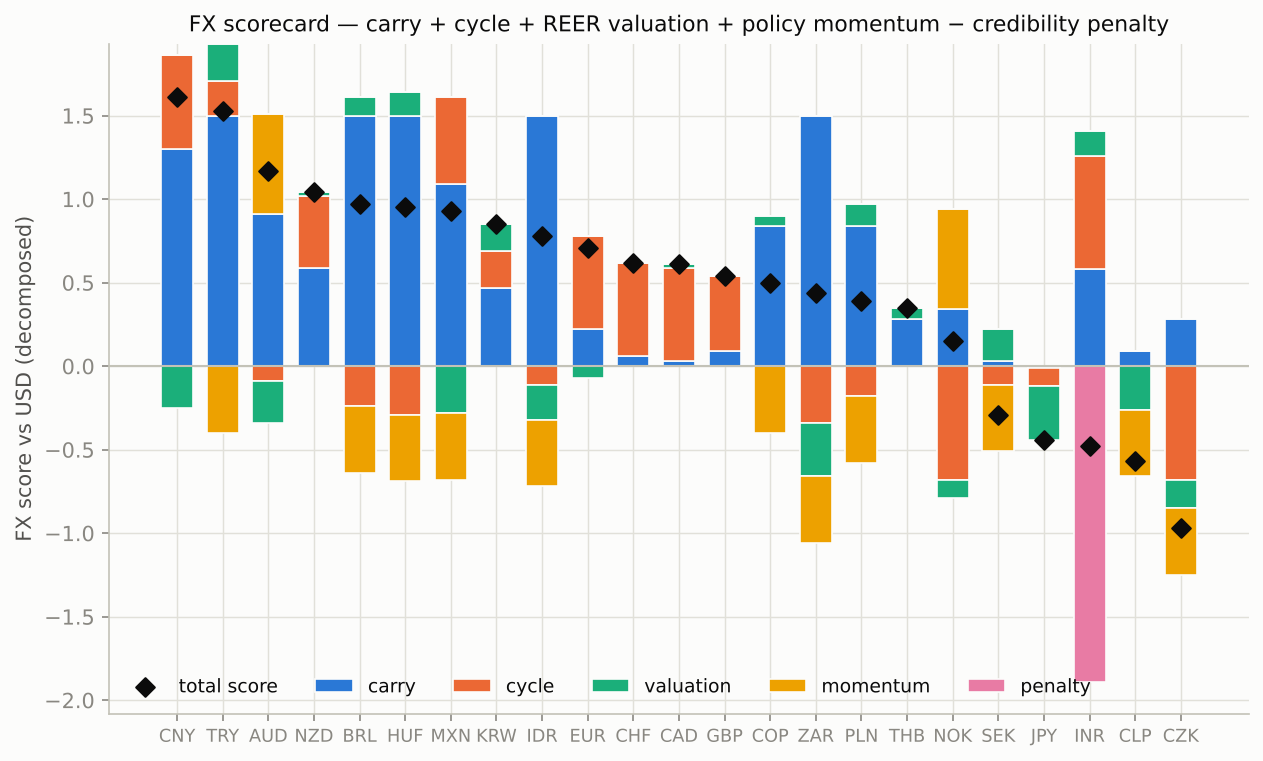 FX scorecard — carry + cycle + REER valuation + policy momentum − credibility penalty
FX score vs USD (decomposed)
1.5
1.0
0.5
0.0
−0.5
−1.0
−1.5
−2.0
total score carry cycle valuation momentum penalty
CNY TRY AUD NZD BRL HUF MXN KRW IDR EUR CHF CAD GBP COP ZAR PLN THB NOK SEK JPY INR CLP CZK